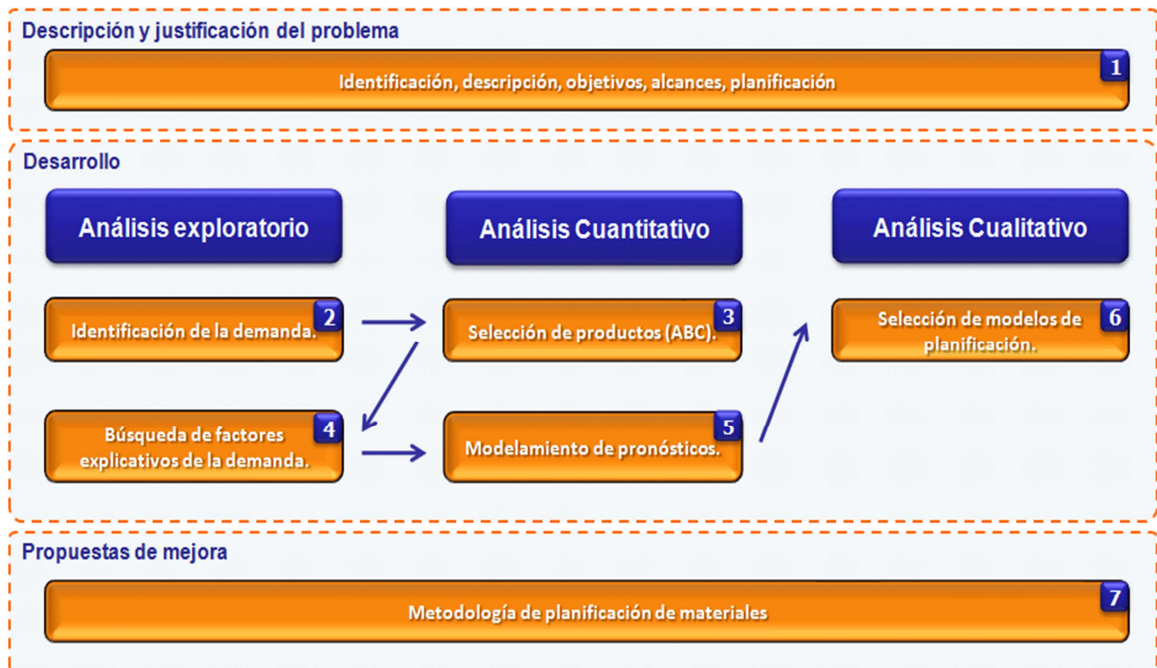 Descripción y justificación del problema
1
Identificación, descripción, objetivos, alcances, planificación
Desarrollo
Análisis exploratorio
Análisis Cuantitativo
Análisis Cualitativo
2
Identificación de la demanda.
3
Selección de productos (ABC).
6
Selección de modelos de
planificación.
4
Búsqueda de factores
explicativos de la demanda.
5
Modelamiento de pronósticos.
Propuestas de mejora
7
Metodología de planificación de materiales